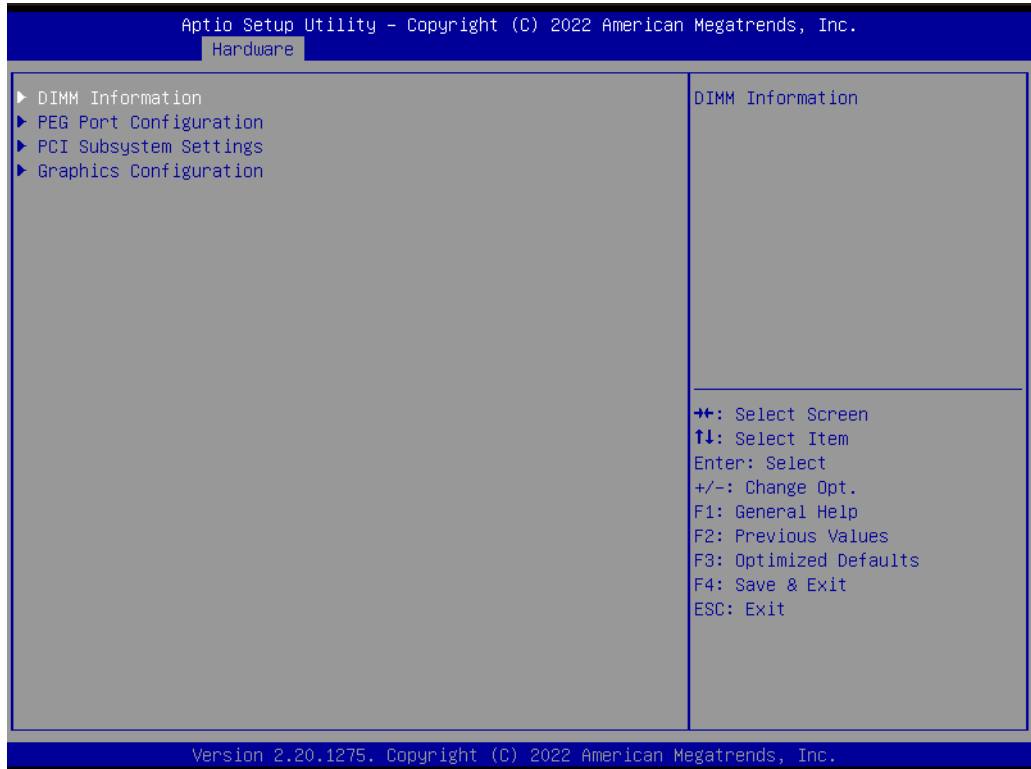 Aptio Setup Utility – Copyright (C) 2022 American Megatrends, Inc.
Hardware
▶ DIMM Information
▶ PEG Port Configuration
▶ PCI Subsystem Settings
▶ Graphics Configuration
DIMM Information
→←: Select Screen
↑↓: Select Item
Enter: Select
+/-: Change Opt.
F1: General Help
F2: Previous Values
F3: Optimized Defaults
F4: Save & Exit
ESC: Exit
Version 2.20.1275. Copyright (C) 2022 American Megatrends, Inc.